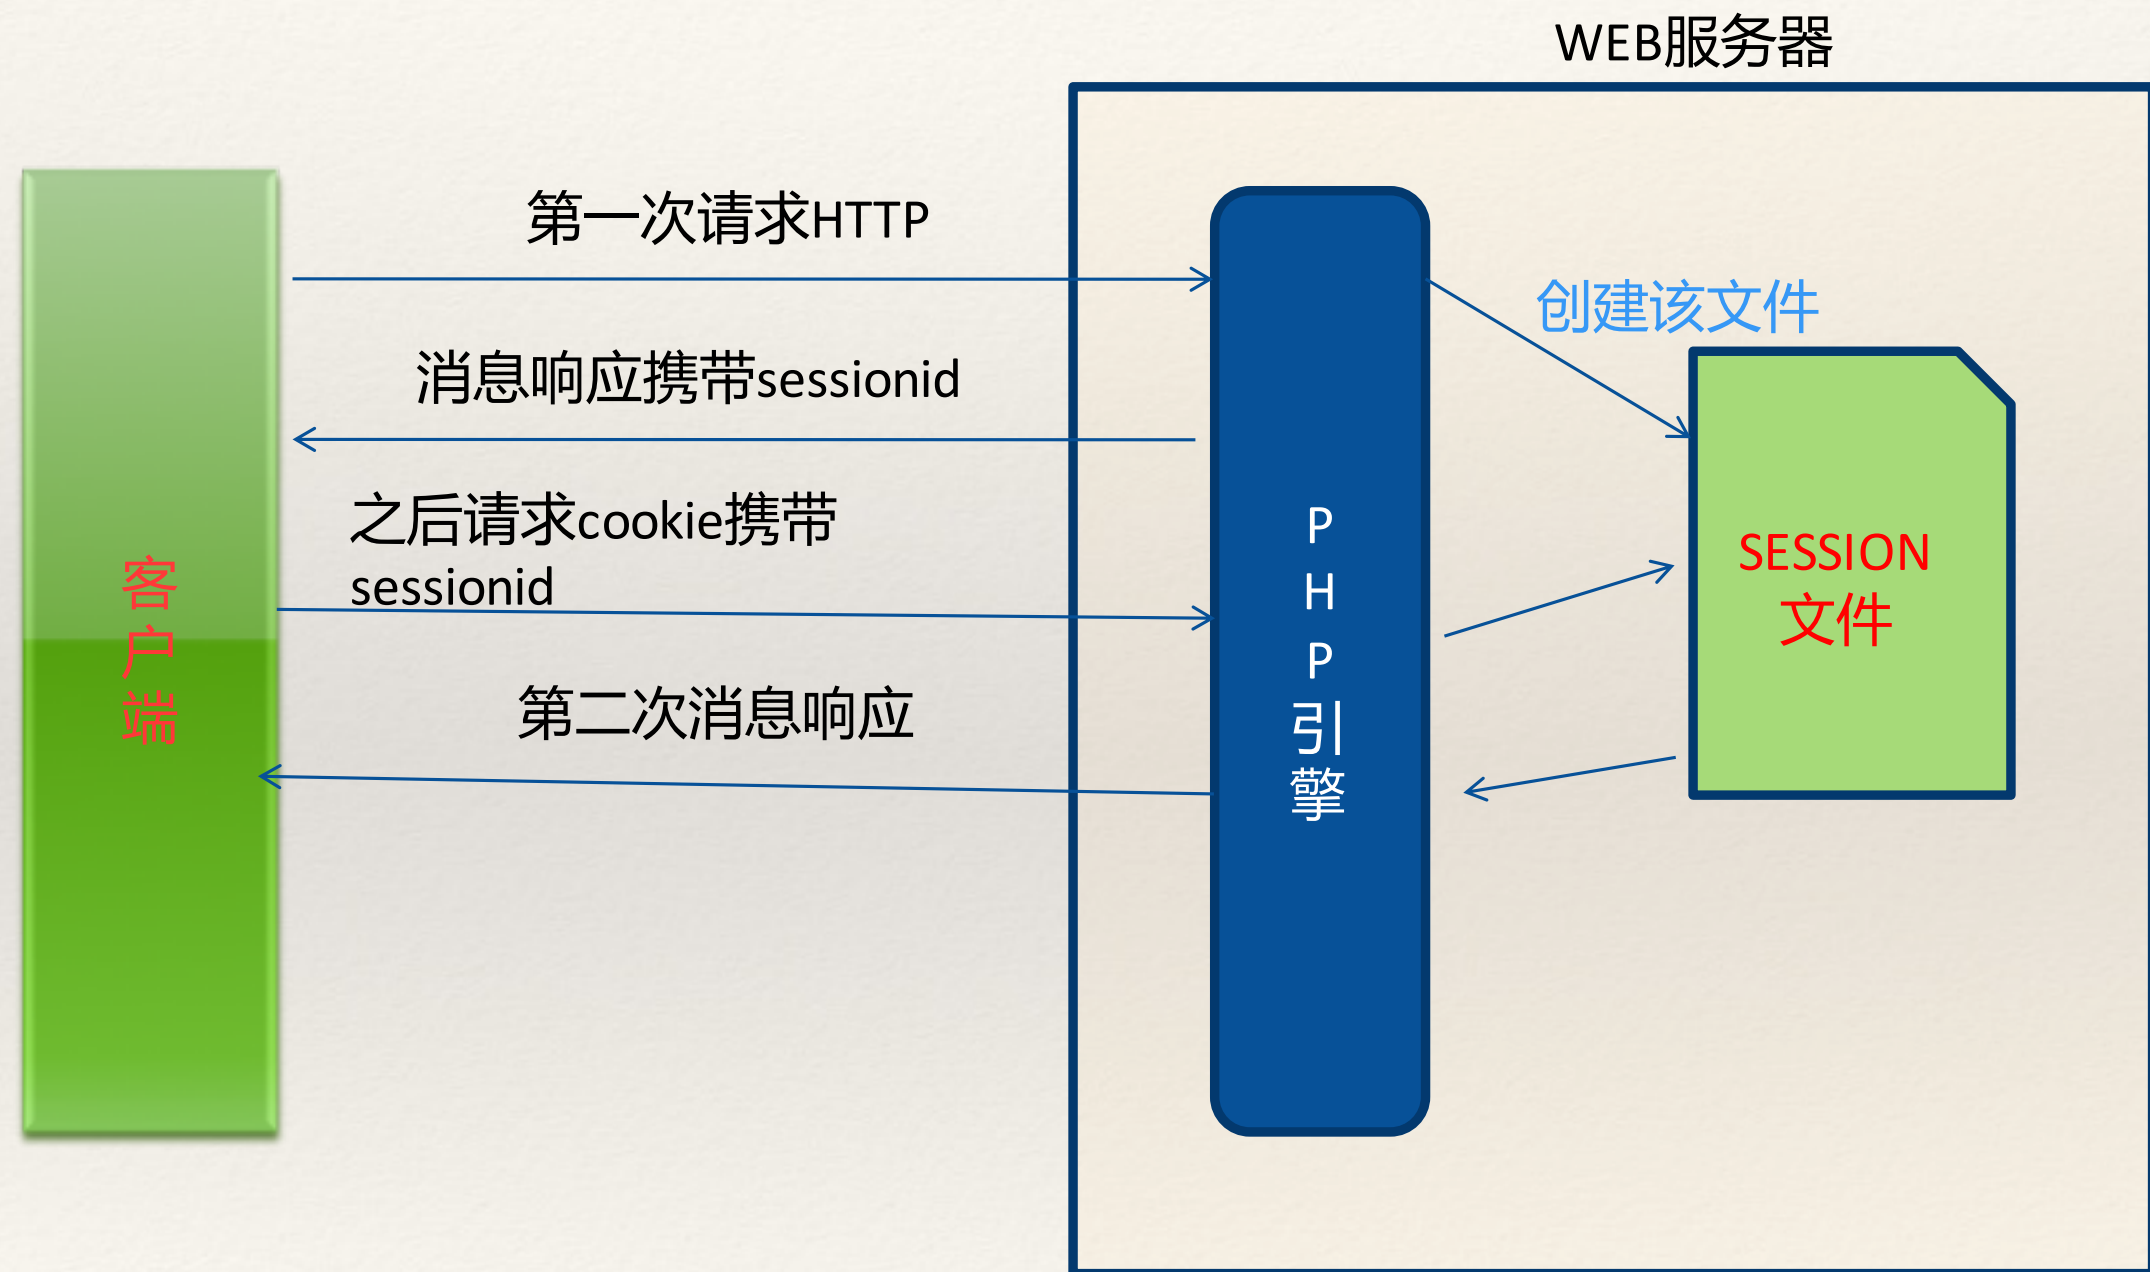 WEB服务器
第一次请求HTTP
创建该文件
消息响应携带sessionid
之后请求cookie携带
sessionid
第二次消息响应
客
户
端
P
H
P
引
擎
SESSION
文件